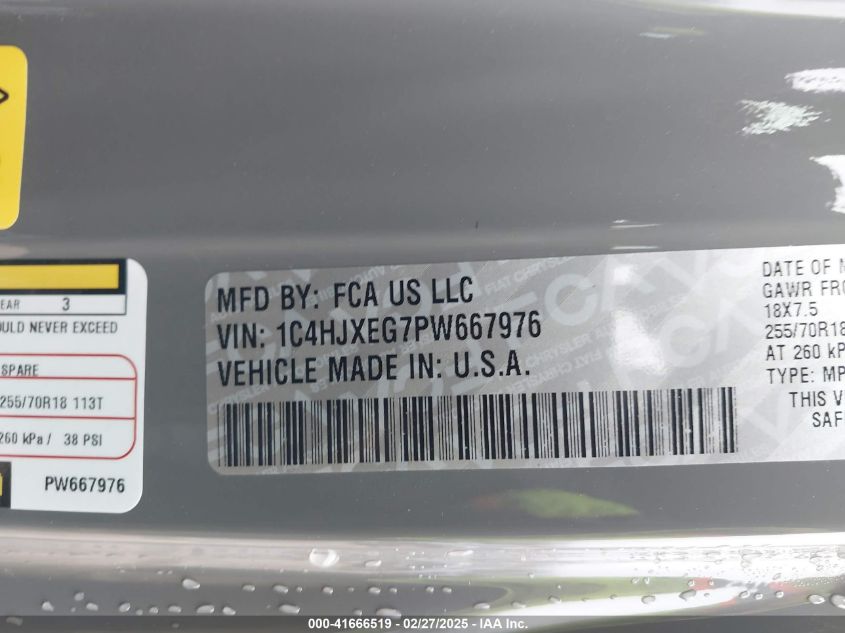 EAR 3
OULD NEVER EXCEED
SPARE
255/70R18 113T
260 kPa / 38 PSI
PW667976
MFD BY: FCA US LLC
VIN: 1C4HJXEG7PW667976
VEHICLE MADE IN: U.S.A.
DATE OF M
GAWR FRO
18X7.5
255/70R18
AT 260 kP
TYPE: MP
THIS V
SAF
000-41666519 / 02/27/2025 - IAA Inc.